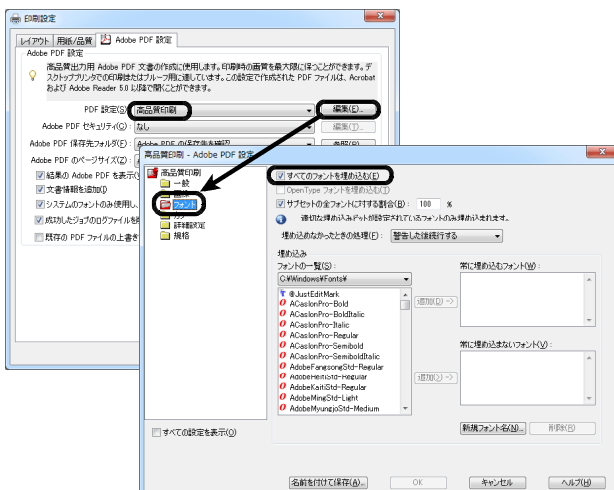 印刷設定
レイアウト 用紙/品質 Adobe PDF 設定
Adobe PDF 設定
高品質出力用 Adobe PDF 文書の作成に使用します。印刷時の画質を最大限に保つことができます。デ
スクトッププリンタでの印刷またはプルーフ用に適しています。この設定で作成された PDF ファイルは、Acrobat
および Adobe Reader 5.0 以降で開くことができます。
PDF 設定(S): 高品質印刷 編集(E)...
Adobe PDF セキュリティ(C): なし 編集(I)...
Adobe PDF 保存先フォルダ(F): Adobe PDF の保存先を確認 参照(B)...
Adobe PDF のページサイズ(Z):
結果の Adobe PDF を表示(
文書情報を追加(D)
システムのフォントのみ使用し、
成功したジョブのログファイルを
既存の PDF ファイルの上書き
高品質印刷 - Adobe PDF 設定
高品質印刷
一般
画像
フォント
カラー
詳細設定
規格
すべての設定を表示(O)
すべてのフォントを埋め込む(E)
OpenType フォントを埋め込む(T)
サブセットの全フォントに対する割合(B): 100 %
適切な埋め込みビットが設定されているフォントのみ埋め込まれます。
埋め込めなかったときの処理(F): 警告した後続行する
埋め込み
フォントの一覧(S):
C:¥Windows¥Fonts¥
@JustEditMark
ACaslonPro-Bold
ACaslonPro-BoldItalic
ACaslonPro-Italic
ACaslonPro-Regular
ACaslonPro-Semibold
ACaslonPro-SemiboldItalic
AdobeFangsongStd-Regular
AdobeHeitiStd-Regular
AdobeKaitiStd-Regular
AdobeMingStd-Light
AdobeMyungjoStd-Medium
常に埋め込むフォント(W):
追加(D) ->
常に埋め込まないフォント(V):
追加(>) ->
新規フォント名(N)... 削除(R)
名前を付けて保存(A)... OK キャンセル ヘルプ(H)